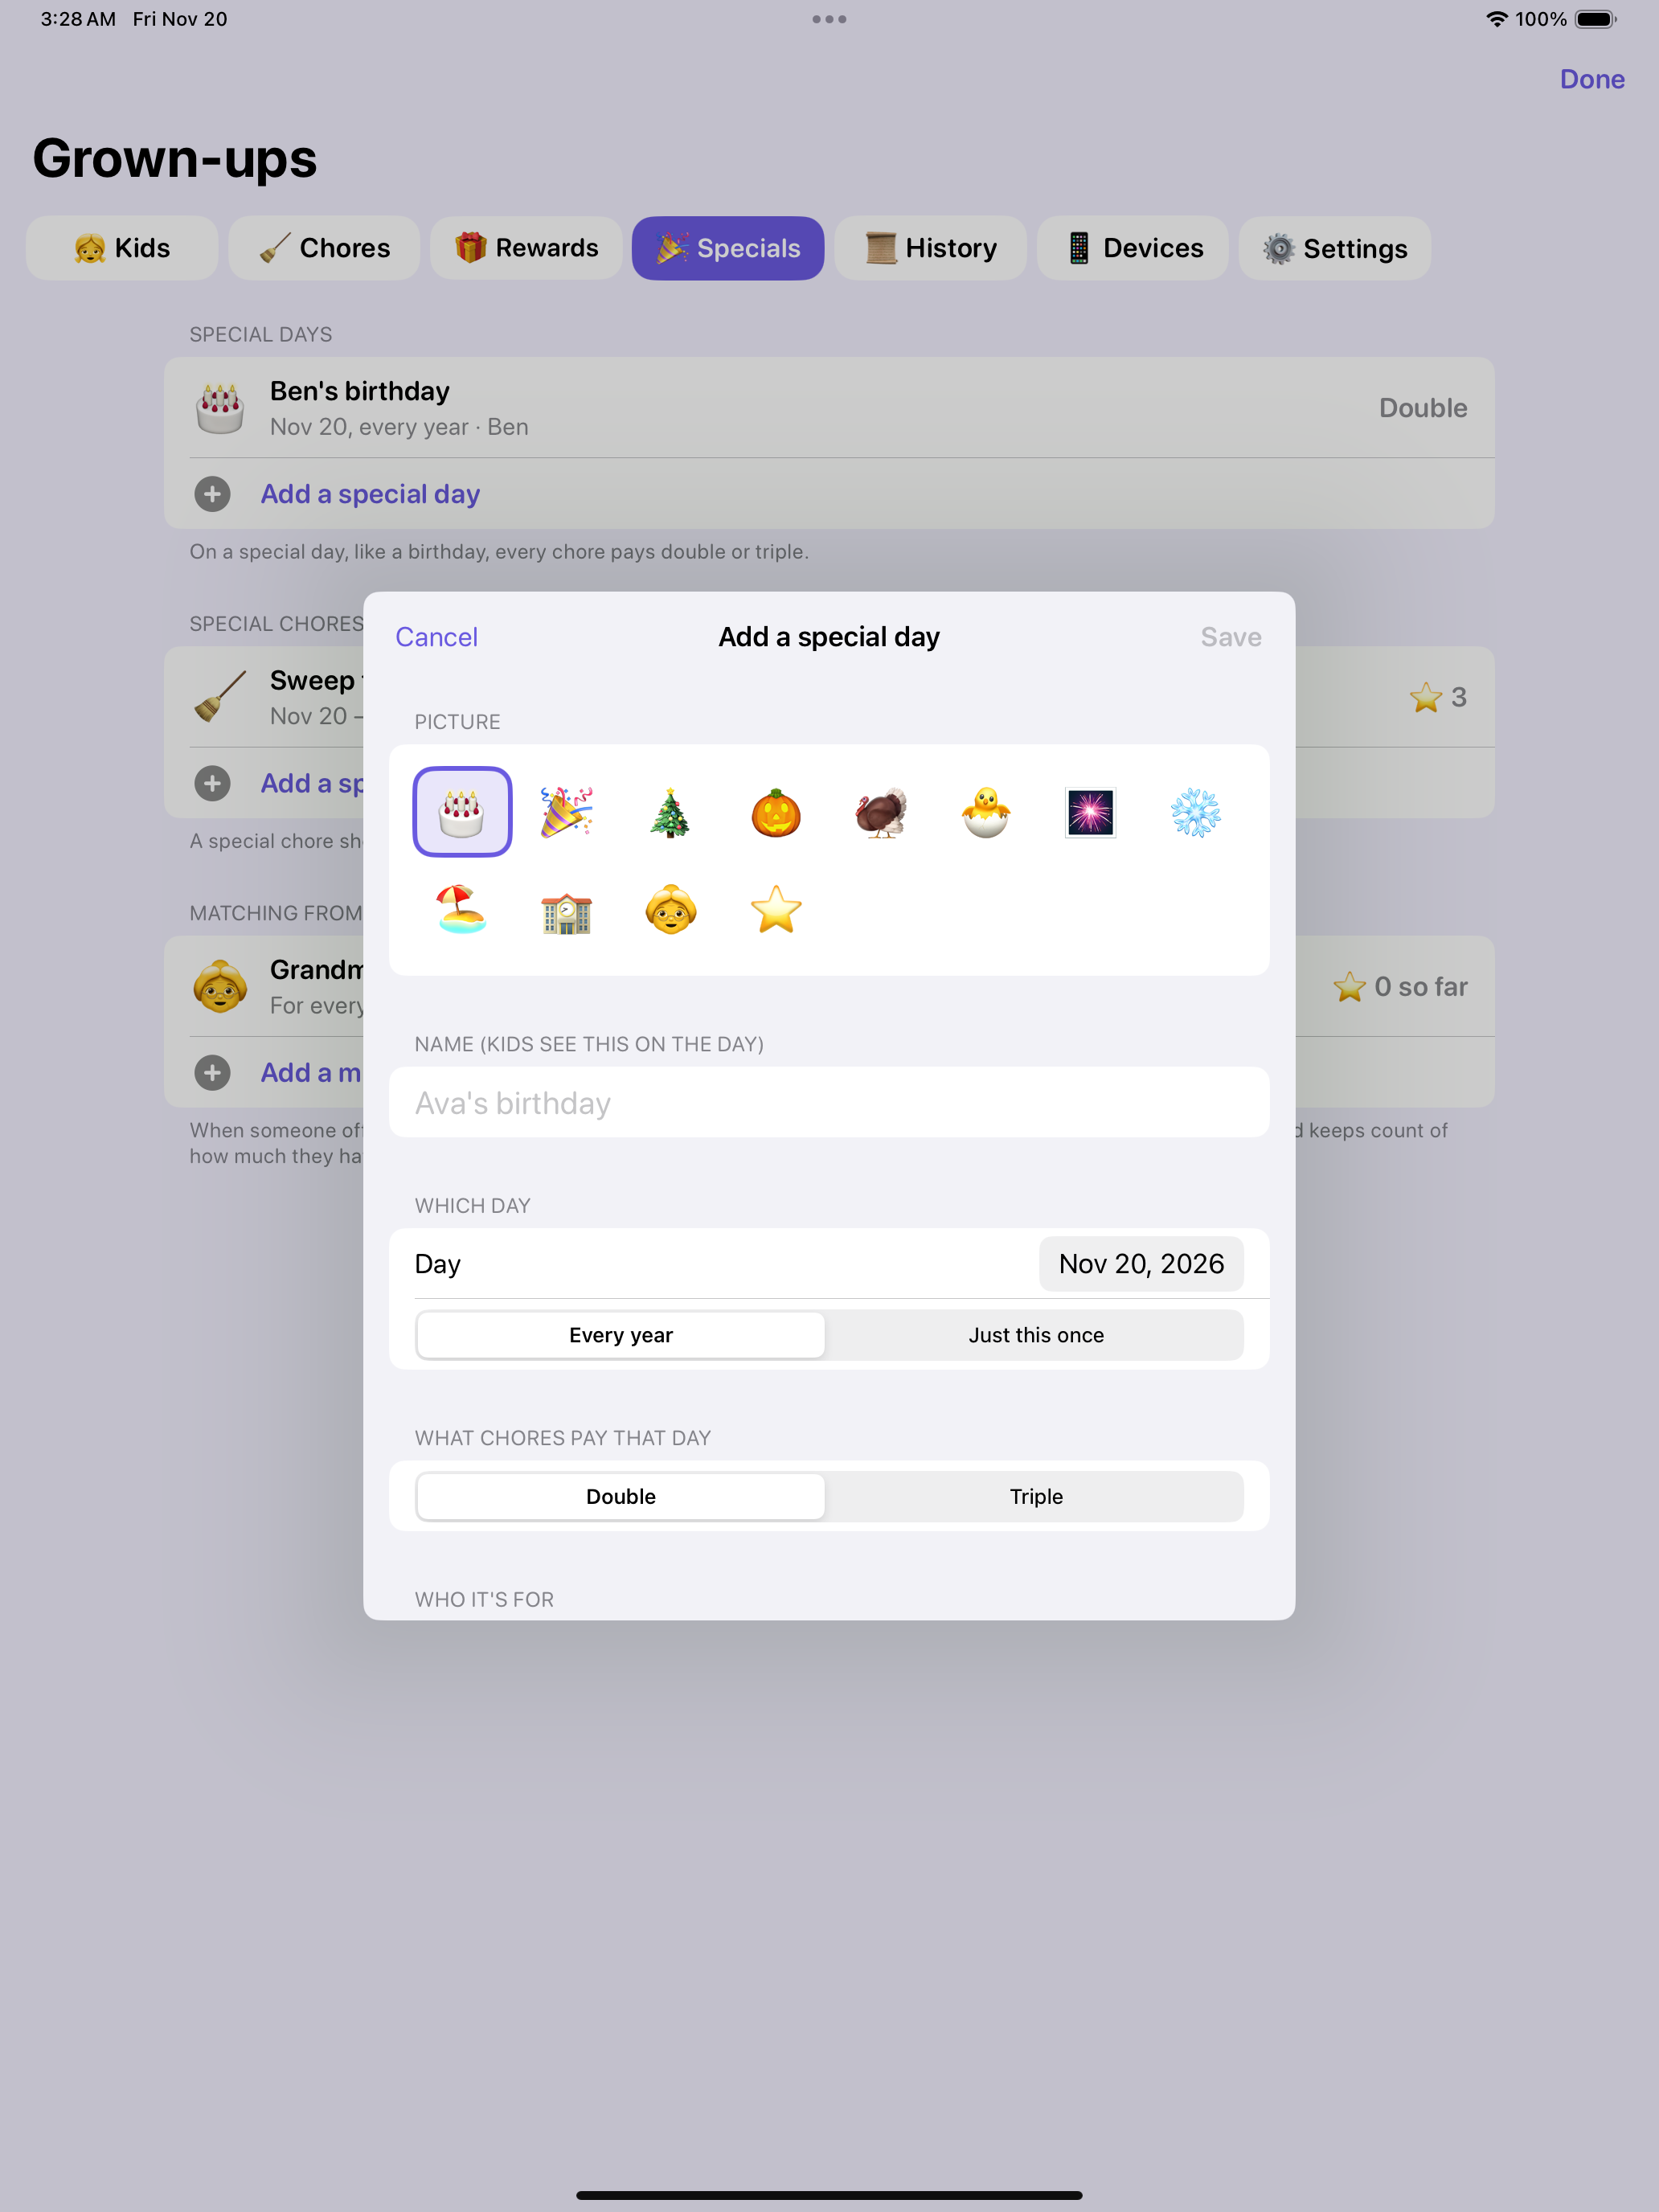 3:28 AM Fri Nov 20
100%
Done
Grown-ups
Kids
Chores
Rewards
Specials
History
Devices
Settings
SPECIAL DAYS
Ben's birthday
Nov 20, every year · Ben
Double
Add a special day
On a special day, like a birthday, every chore pays double or triple.
SPECIAL CHORES
Sweep
Nov 20 –
3
Add a sp
A special chore sh
MATCHING FROM
Grandm
For every
0 so far
Add a m
When someone of
d keeps count of
how much they ha
Cancel
Add a special day
Save
PICTURE
NAME (KIDS SEE THIS ON THE DAY)
Ava's birthday
WHICH DAY
Day
Nov 20, 2026
Every year
Just this once
WHAT CHORES PAY THAT DAY
Double
Triple
WHO IT'S FOR